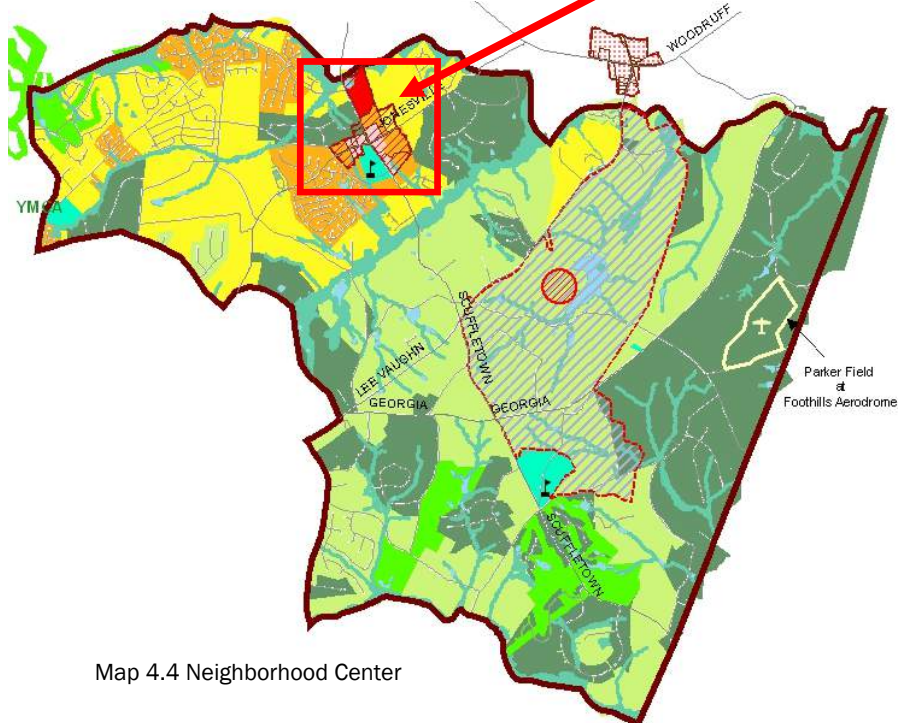 WOODRUFF
JONESVILLE
YMCA
SCUFFLETOWN
LEE VAUGHN
GEORGIA
GEORGIA
Parker Field
at
Foothills Aerodrome
SCUFFLETOWN
Map 4.4 Neighborhood Center